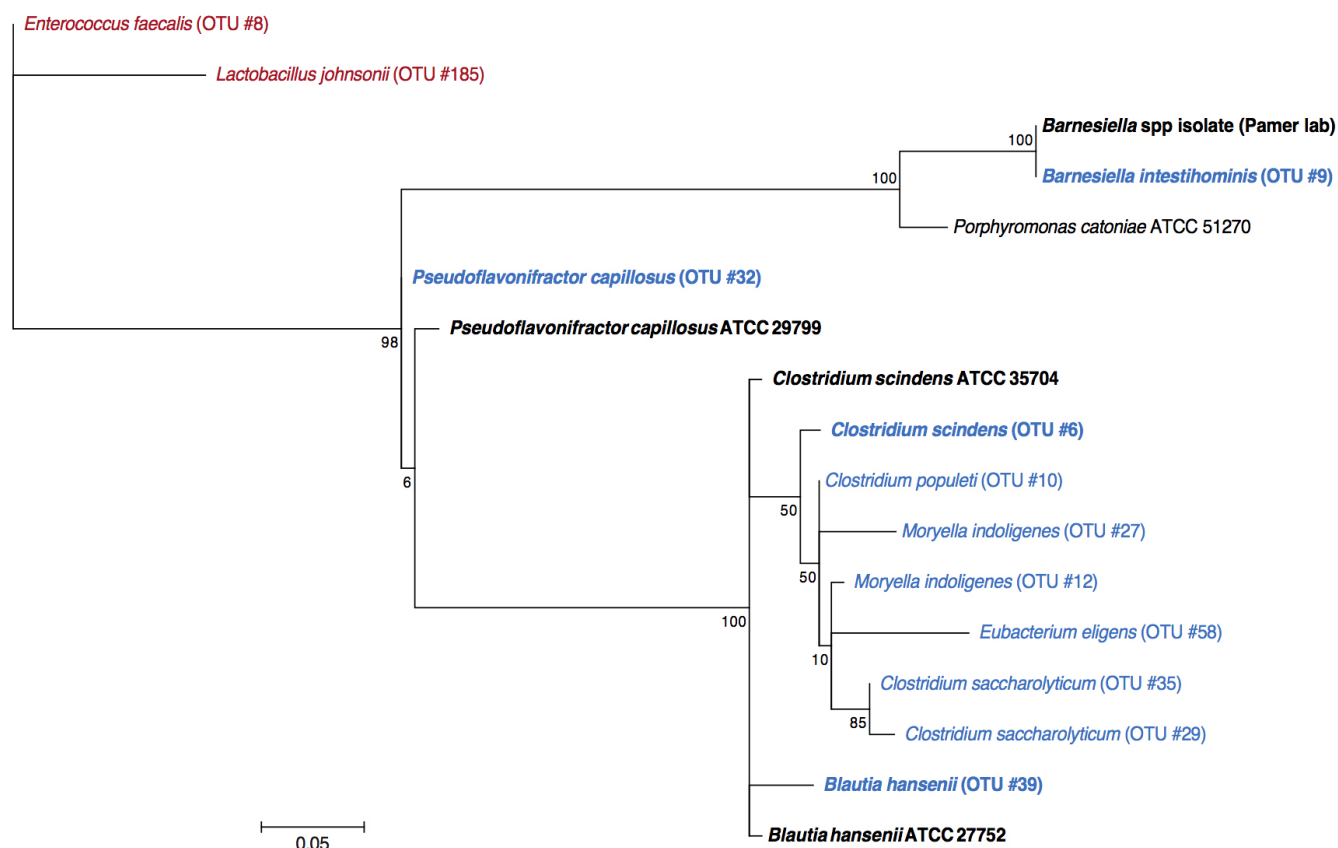 Enterococcus faecalis (OTU #8)
Lactobacillus johnsonii (OTU #185)
Barnesiella spp isolate (Pamer lab)
100
Barnesiella intestihominis (OTU #9)
100
Porphyromonas catoniae ATCC 51270
Pseudoflavonifractor capillosus (OTU #32)
Pseudoflavonifractor capillosus ATCC 29799
98
Clostridium scindens ATCC 35704
Clostridium scindens (OTU #6)
Clostridium populeti (OTU #10)
6
50
Moryella indoligenes (OTU #27)
50
Moryella indoligenes (OTU #12)
100
Eubacterium eligens (OTU #58)
10
Clostridium saccharolyticum (OTU #35)
85
Clostridium saccharolyticum (OTU #29)
Blautia hansenii (OTU #39)
Blautia hansenii ATCC 27752
0.05